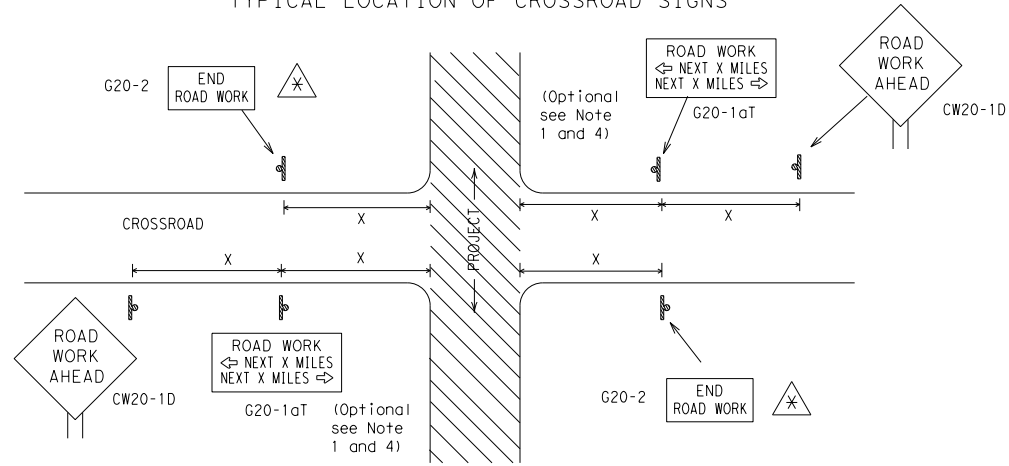 TYPICAL LOCATION OF CROSSROAD SIGNS
G20-2
END
ROAD WORK
(Optional
see Note
1 and 4)
ROAD WORK
NEXT X MILES
NEXT X MILES
G20-1aT
ROAD
WORK
AHEAD
CW20-1D
X
X
X
CROSSROAD
PROJECT
X
X
X
ROAD
WORK
AHEAD
CW20-1D
ROAD WORK
NEXT X MILES
NEXT X MILES
G20-1aT
(Optional
see Note
1 and 4)
G20-2
END
ROAD WORK